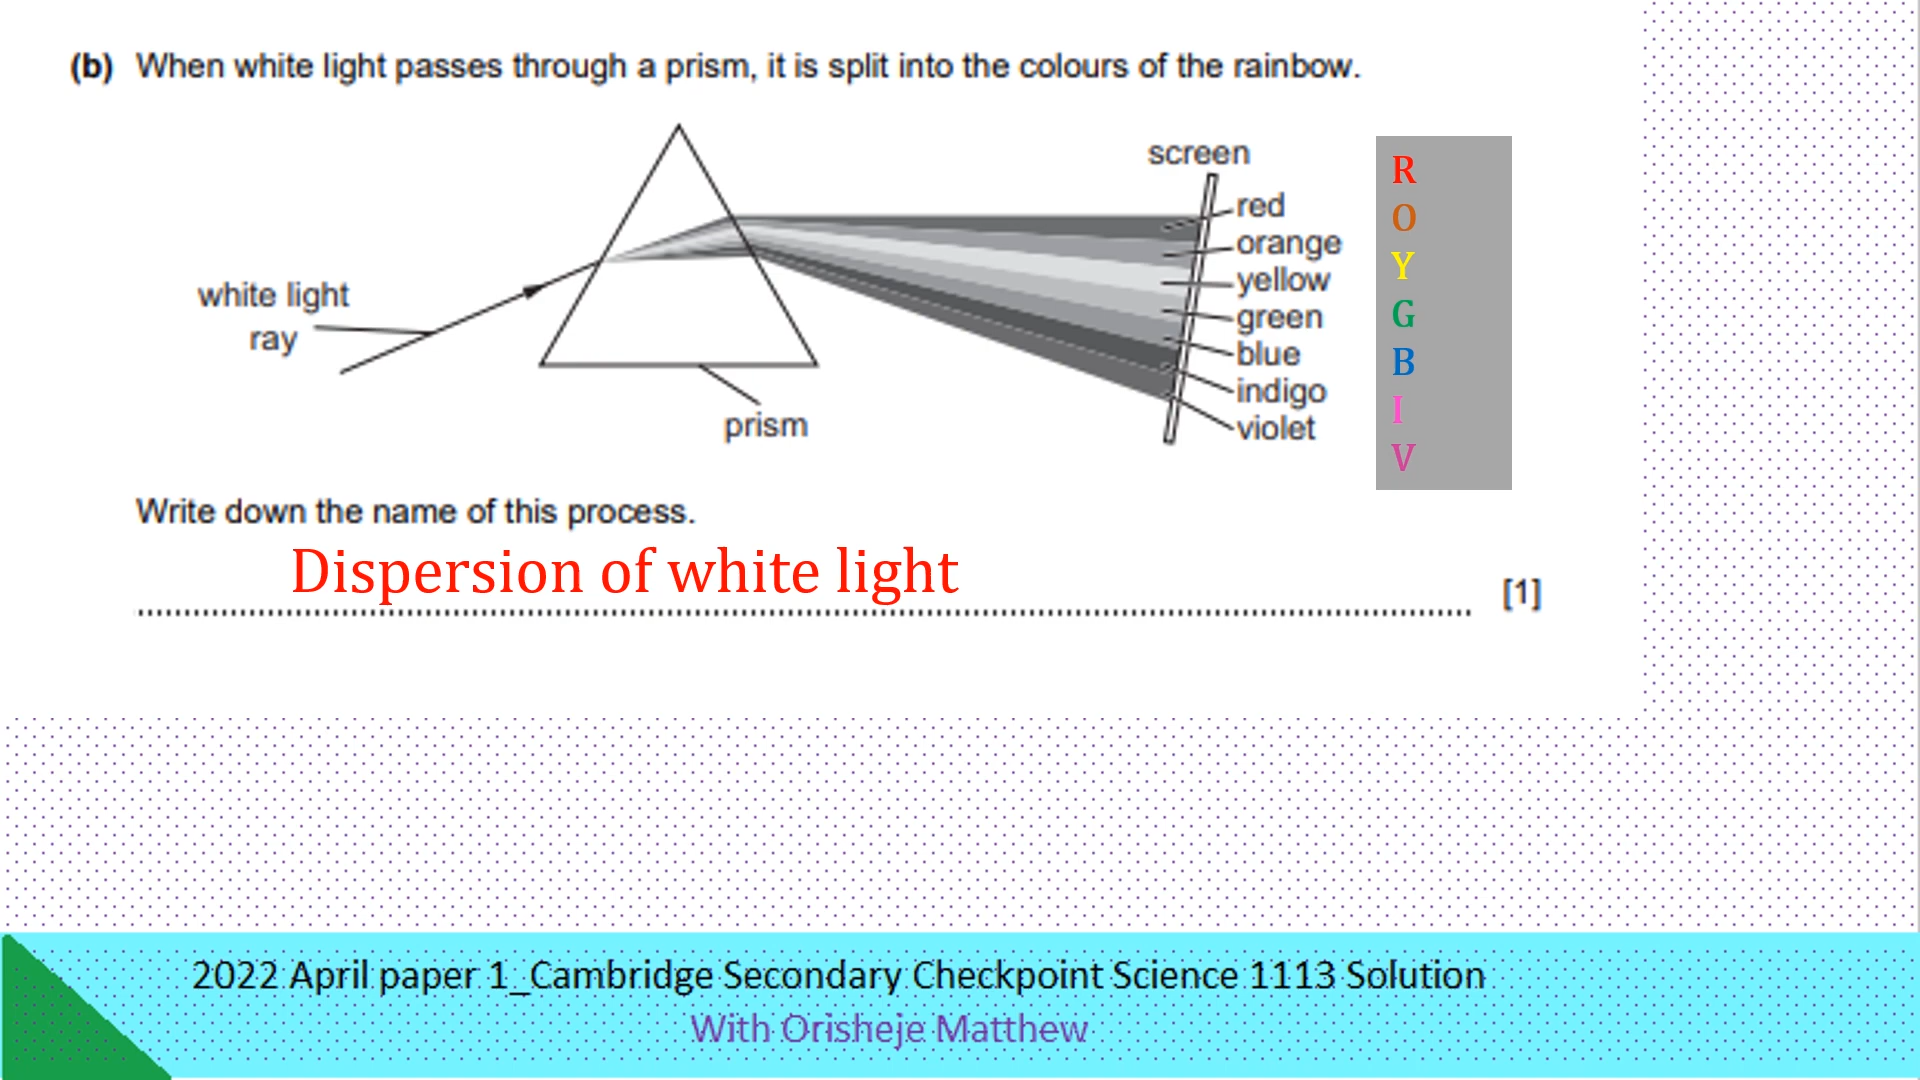 (b) When white light passes through a prism, it is split into the colours of the rainbow.
screen
red
orange
yellow
green
blue
indigo
violet
white light
ray
prism
R
O
Y
G
B
I
V
Write down the name of this process.
Dispersion of white light
[1]
2022 April paper 1_Cambridge Secondary Checkpoint Science 1113 Solution
With Orisheje Matthew